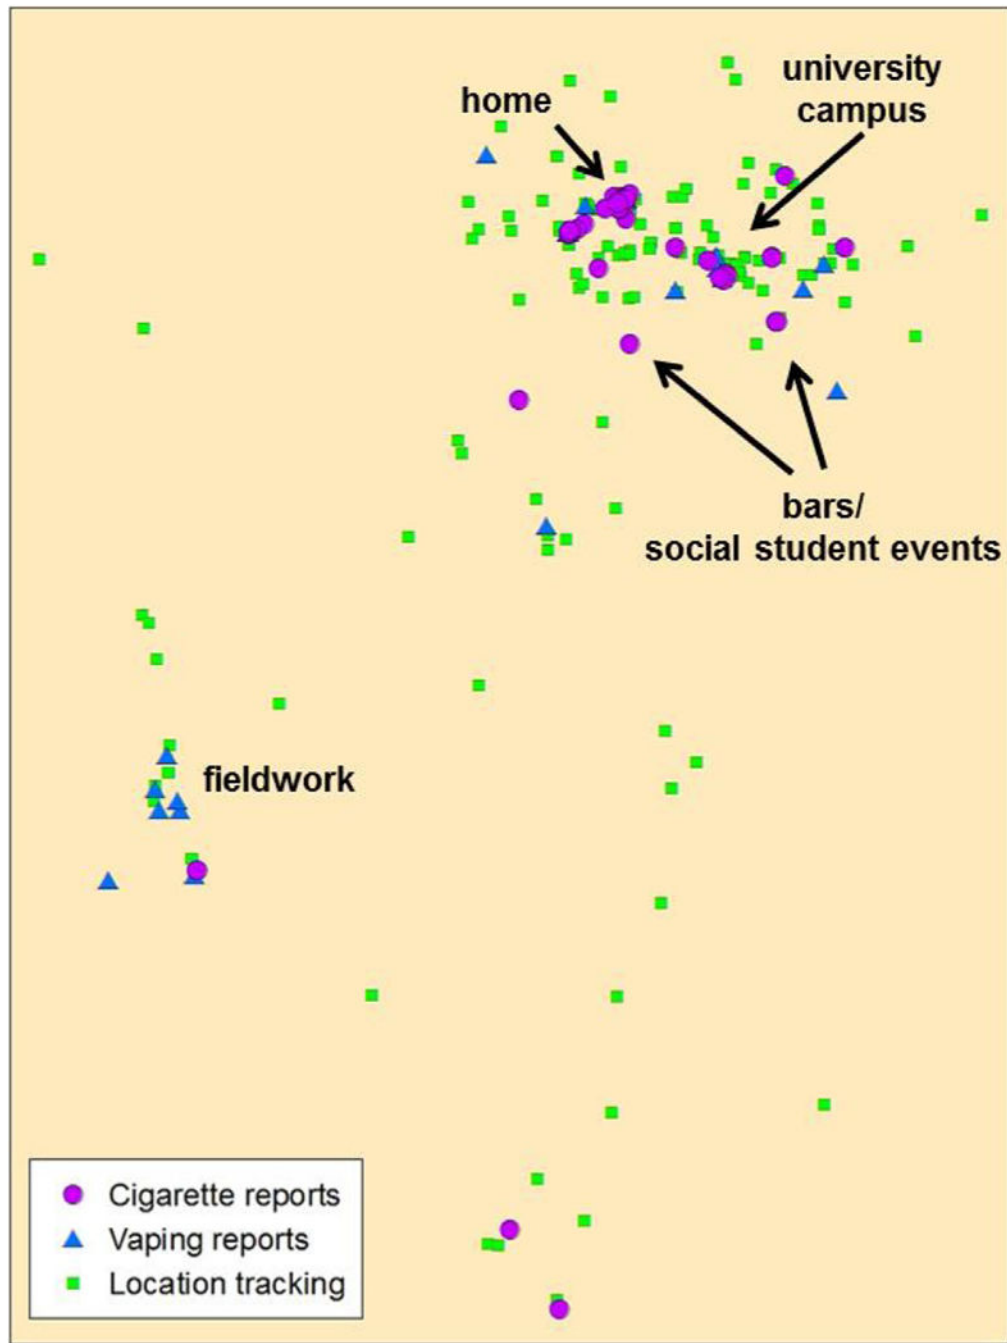 home
university
campus
bars/
social student events
fieldwork
Cigarette reports
Vaping reports
Location tracking